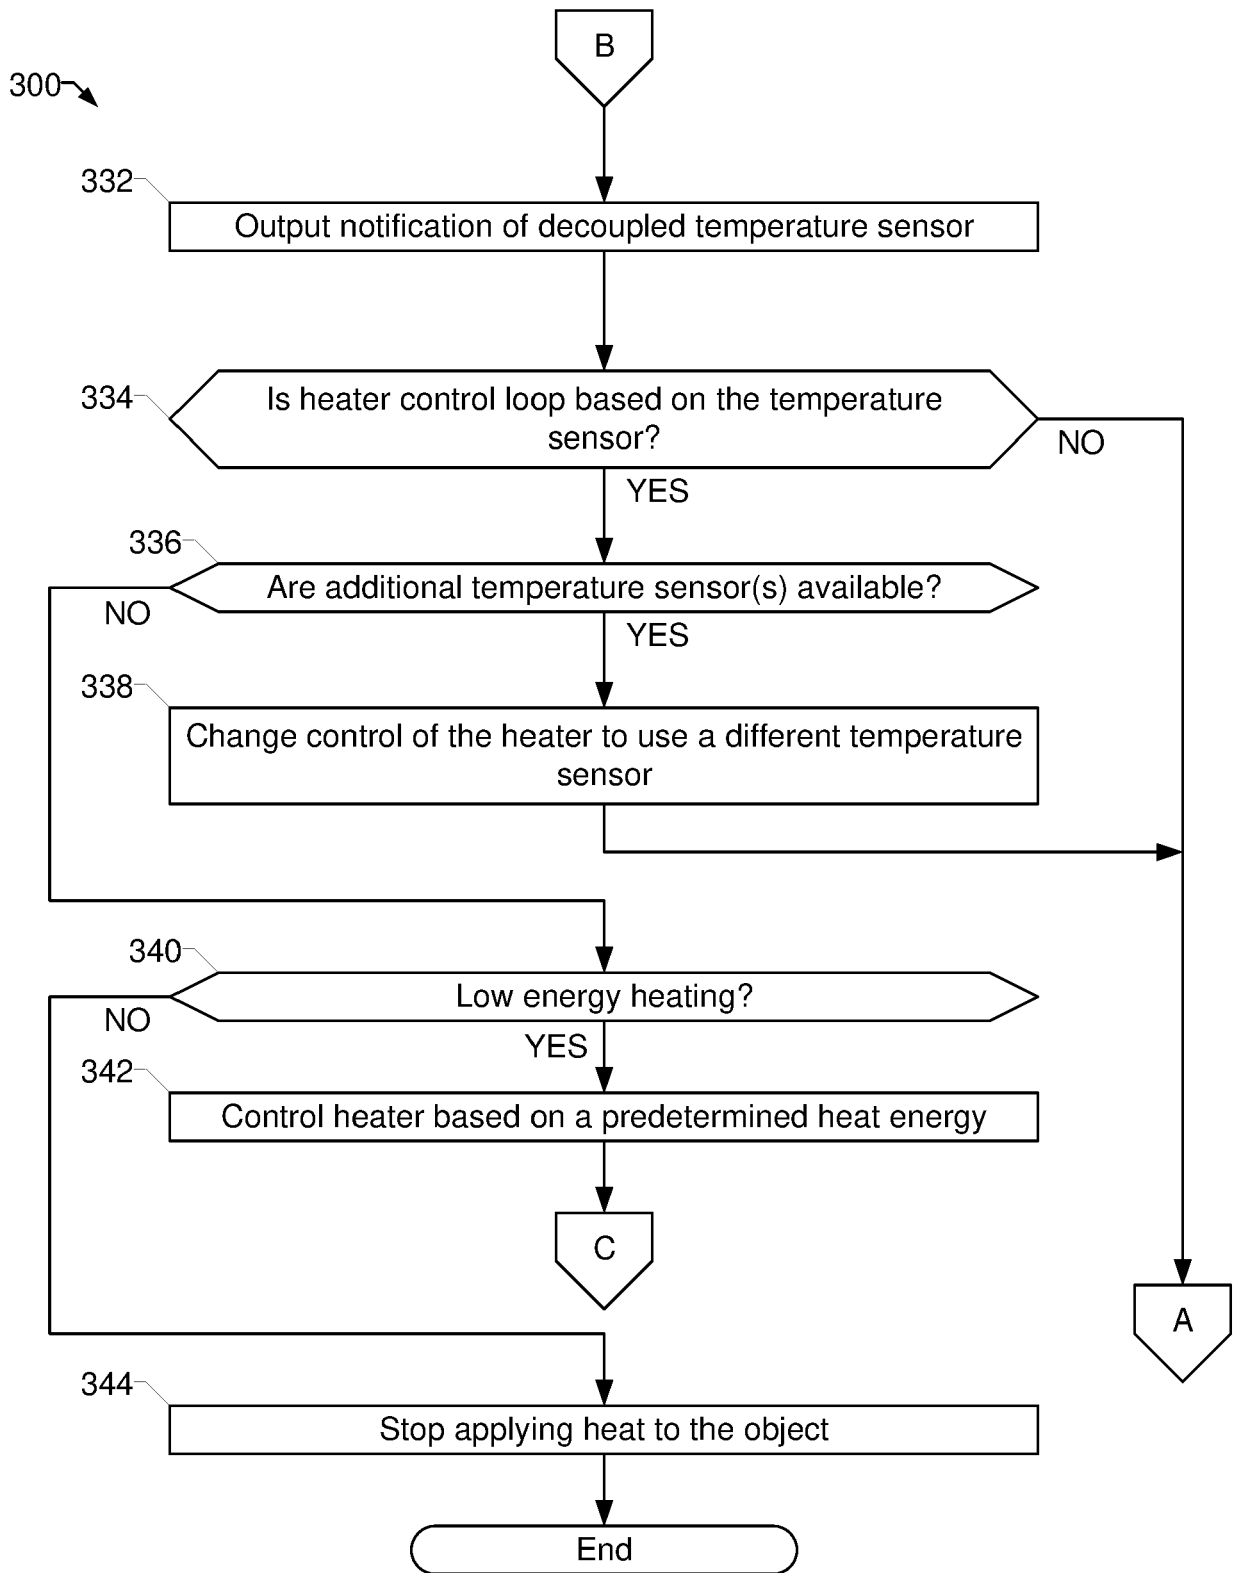 B
300
332
Output notification of decoupled temperature sensor
334
Is heater control loop based on the temperature
sensor?
NO
YES
336
Are additional temperature sensor(s) available?
NO
YES
338
Change control of the heater to use a different temperature
sensor
340
Low energy heating?
NO
YES
342
Control heater based on a predetermined heat energy
C
A
344
Stop applying heat to the object
End